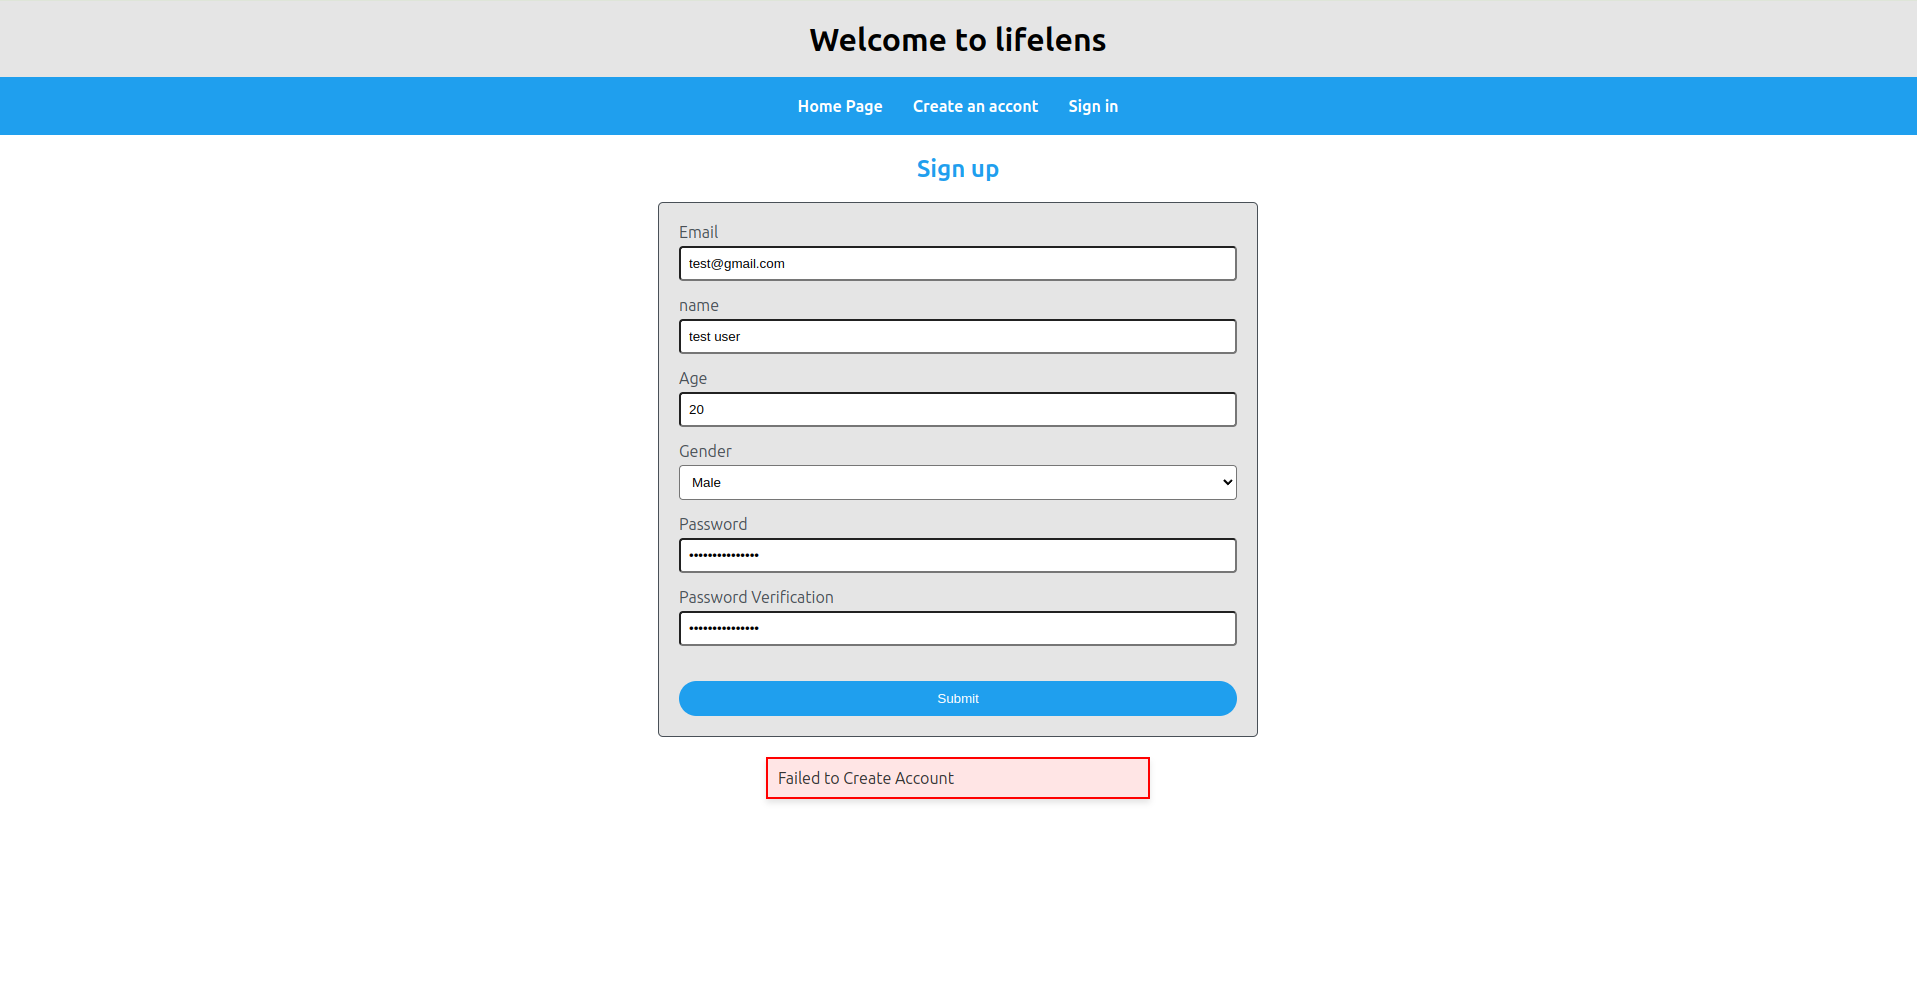 Welcome to lifelens
Home Page Create an accont Sign in
Sign up
Email
test@gmail.com
name
test user
Age
20
Gender
Male
Password
•••••••••••••••
Password Verification
•••••••••••••••
Submit
Failed to Create Account